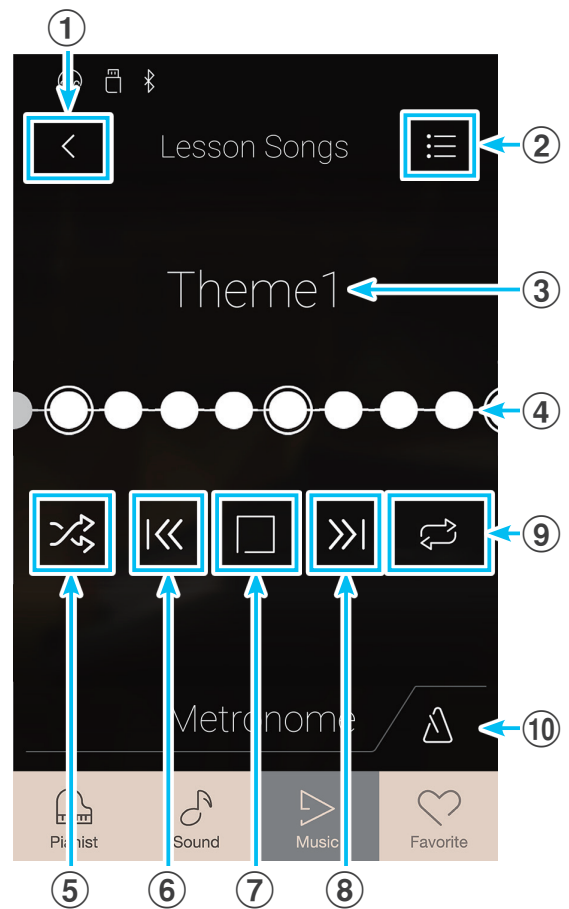 ①
Lesson Songs
②
Theme1
③
④
⑨
Metronome
⑩
Pianist
Sound
Music
Favorite
⑤
⑥
⑦
⑧